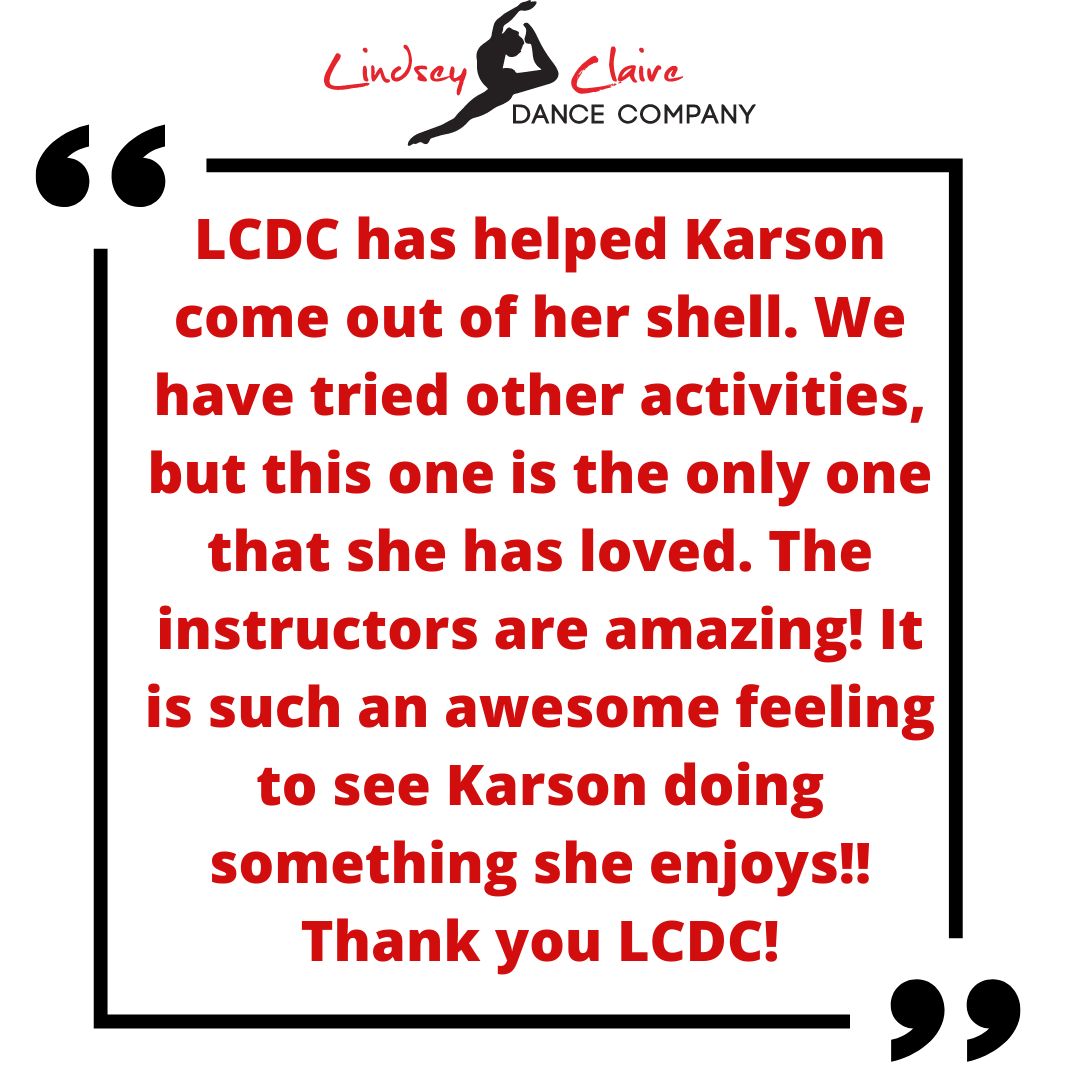 Lindsey Claire
DANCE COMPANY
“
LCDC has helped Karson
come out of her shell. We
have tried other activities,
but this one is the only one
that she has loved. The
instructors are amazing! It
is such an awesome feeling
to see Karson doing
something she enjoys!!
Thank you LCDC!
”